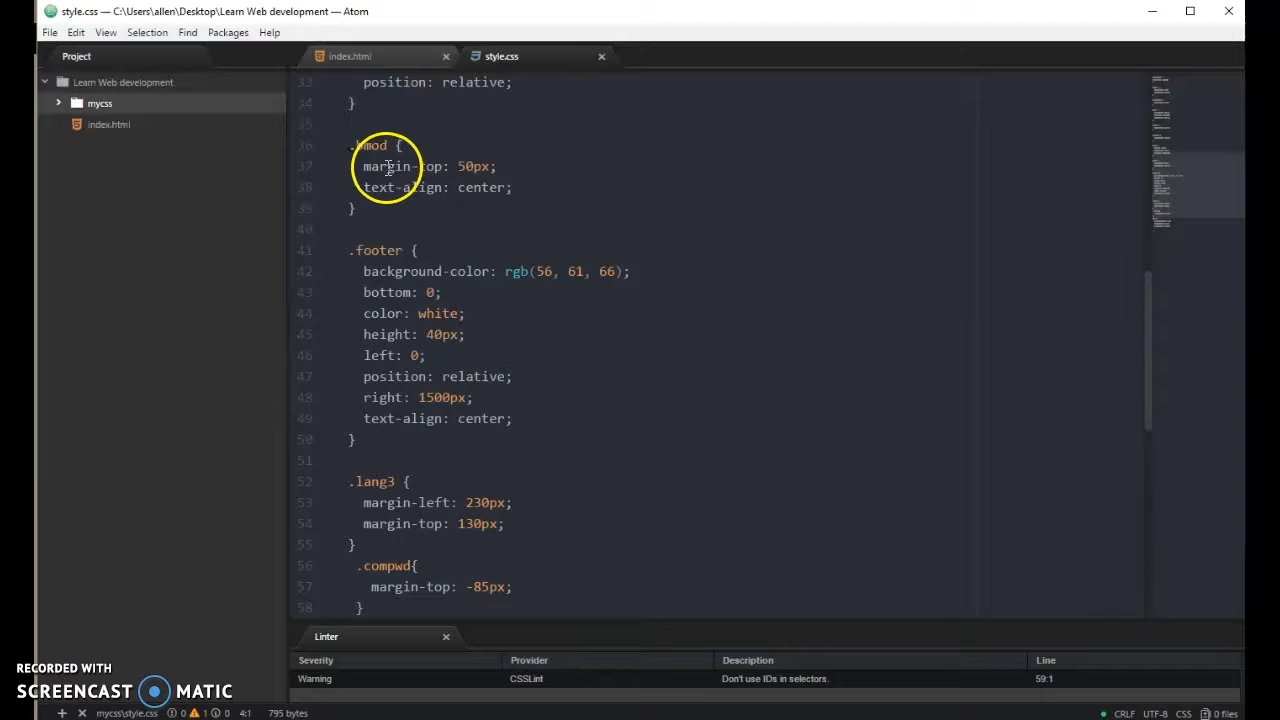 style.css — C:\Users\allen\Desktop\Learn Web development — Atom
File Edit View Selection Find Packages Help
Project
index.html
style.css
Learn Web development
mycss
index.html
33 position: relative;
34 }
35
36 mod {
37 margin-top: 50px;
38 text-align: center;
39 }
40
41 .footer {
42 background-color: rgb(56, 61, 66);
43 bottom: 0;
44 color: white;
45 height: 40px;
46 left: 0;
47 position: relative;
48 right: 1500px;
49 text-align: center;
50 }
51
52 .lang3 {
53 margin-left: 230px;
54 margin-top: 130px;
55 }
56 .compwd{
57 margin-top: -85px;
58 }
Linter
Severity Provider Description Line
Warning CSSLint Don't use IDs in selectors. 59:1
RECORDED WITH
SCREENCAST MATIC
mycss\style.css 0 1 0 4:1 795 bytes CRLF UTF-8 CSS 0 files